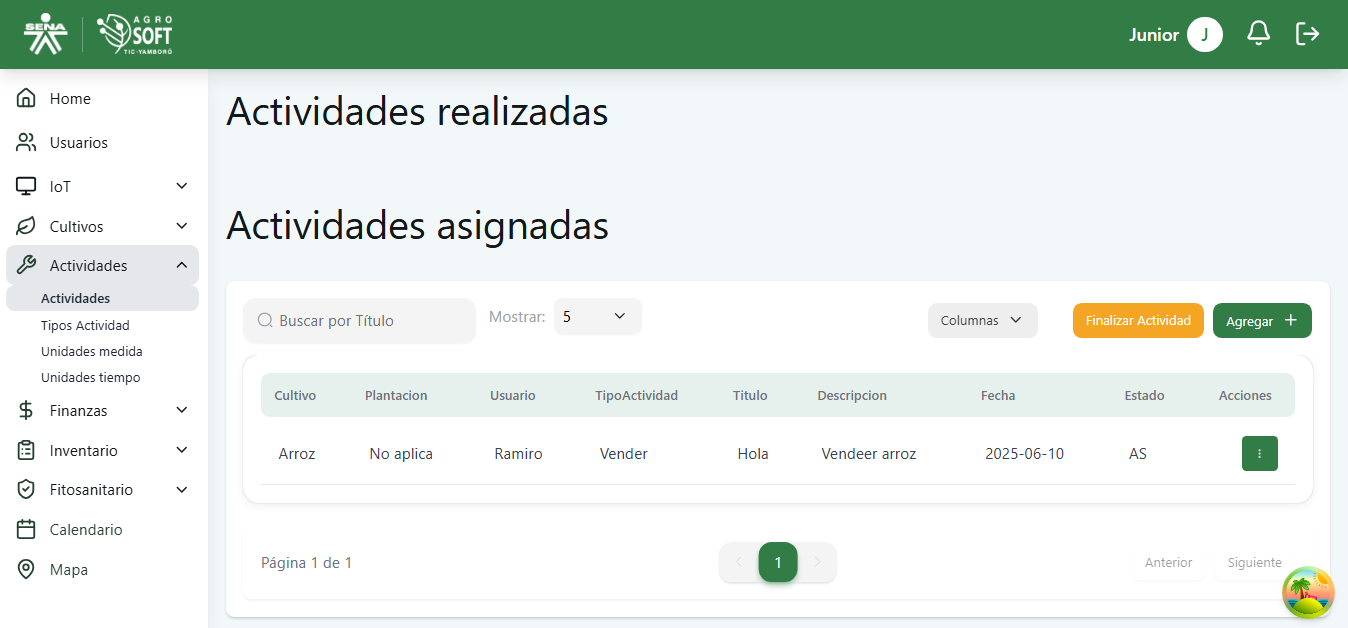 SENA
AGRO
SOFT
TIC-YAMBORÓ
Junior J
Home
Usuarios
IoT
Cultivos
Actividades
Actividades
Tipos Actividad
Unidades medida
Unidades tiempo
Finanzas
Inventario
Fitosanitario
Calendario
Mapa
Actividades realizadas
Actividades asignadas
Buscar por Título Mostrar: 5 Columnas Finalizar Actividad Agregar +
Cultivo Plantacion Usuario TipoActividad Titulo Descripcion Fecha Estado Acciones
Arroz No aplica Ramiro Vender Hola Vendeer arroz 2025-06-10 AS
Página 1 de 1 1 Anterior Siguiente